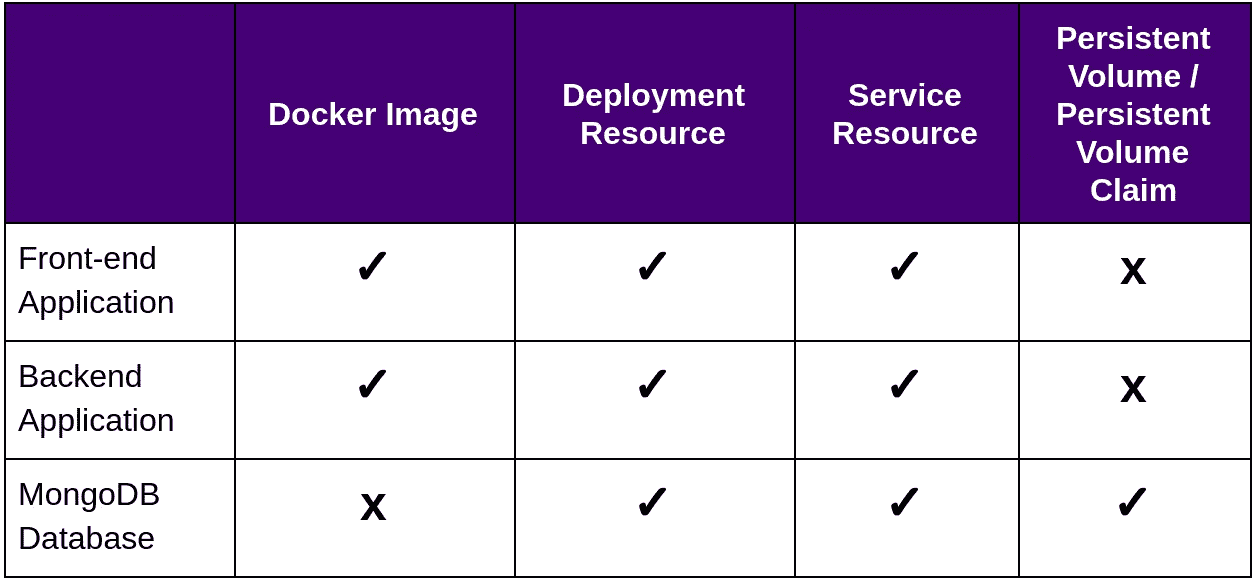 Docker Image
Deployment
Resource
Service
Resource
Persistent
Volume /
Persistent
Volume
Claim
Front-end
Application
✓ ✓ ✓ x
Backend
Application
✓ ✓ ✓ x
MongoDB
Database
x ✓ ✓ ✓